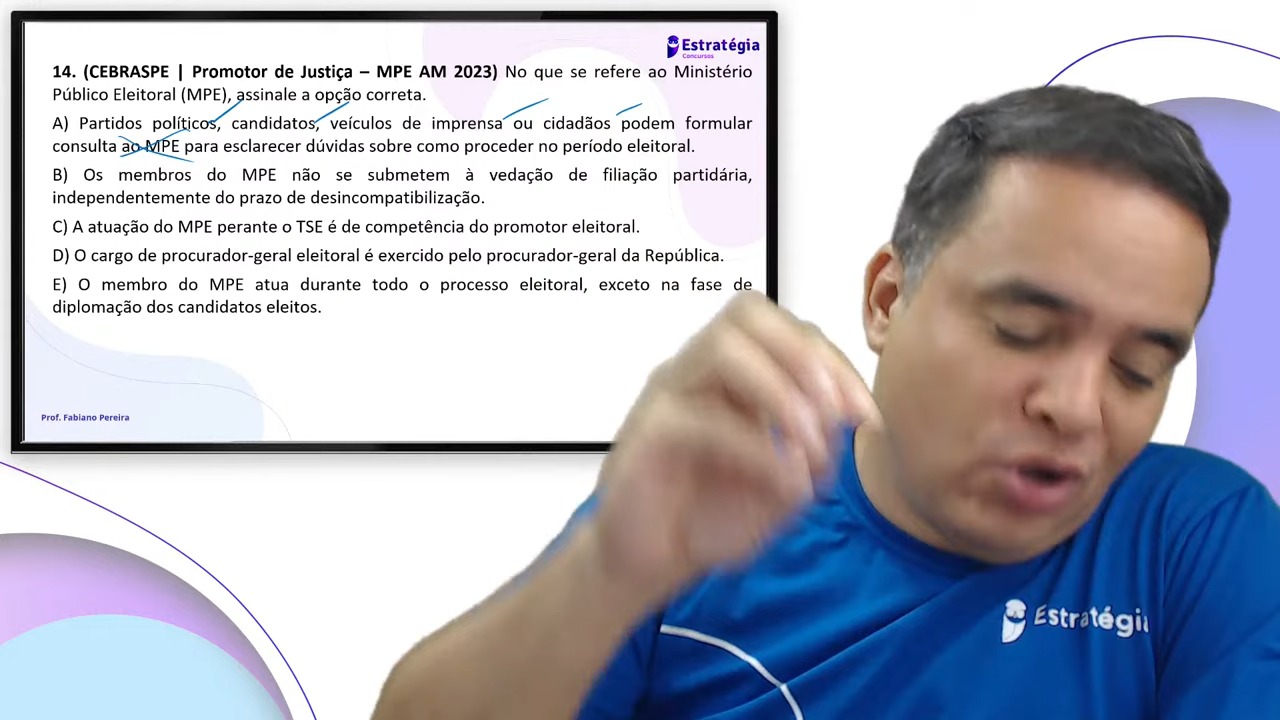 Estratégia
Concursos
14. (CEBRASPE | Promotor de Justiça – MPE AM 2023) No que se refere ao Ministério
Público Eleitoral (MPE), assinale a opção correta.
A) Partidos políticos, candidatos, veículos de imprensa ou cidadãos podem formular
consulta ao MPE para esclarecer dúvidas sobre como proceder no período eleitoral.
B) Os membros do MPE não se submetem à vedação de filiação partidária,
independentemente do prazo de desincompatibilização.
C) A atuação do MPE perante o TSE é de competência do promotor eleitoral.
D) O cargo de procurador-geral eleitoral é exercido pelo procurador-geral da República.
E) O membro do MPE atua durante todo o processo eleitoral, exceto na fase de
diplomação dos candidatos eleitos.
Prof. Fabiano Pereira
Estratégia